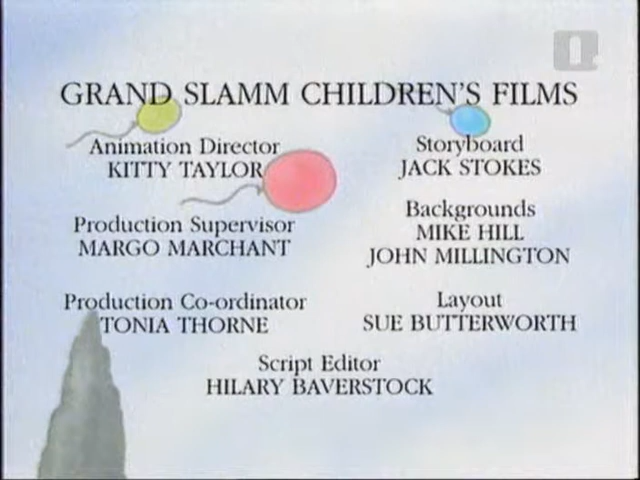 GRAND SLAMM CHILDREN'S FILMS
Animation Director
KITTY TAYLOR
Storyboard
JACK STOKES
Production Supervisor
MARGO MARCHANT
Backgrounds
MIKE HILL
JOHN MILLINGTON
Production Co-ordinator
TONIA THORNE
Layout
SUE BUTTERWORTH
Script Editor
HILARY BAVERSTOCK